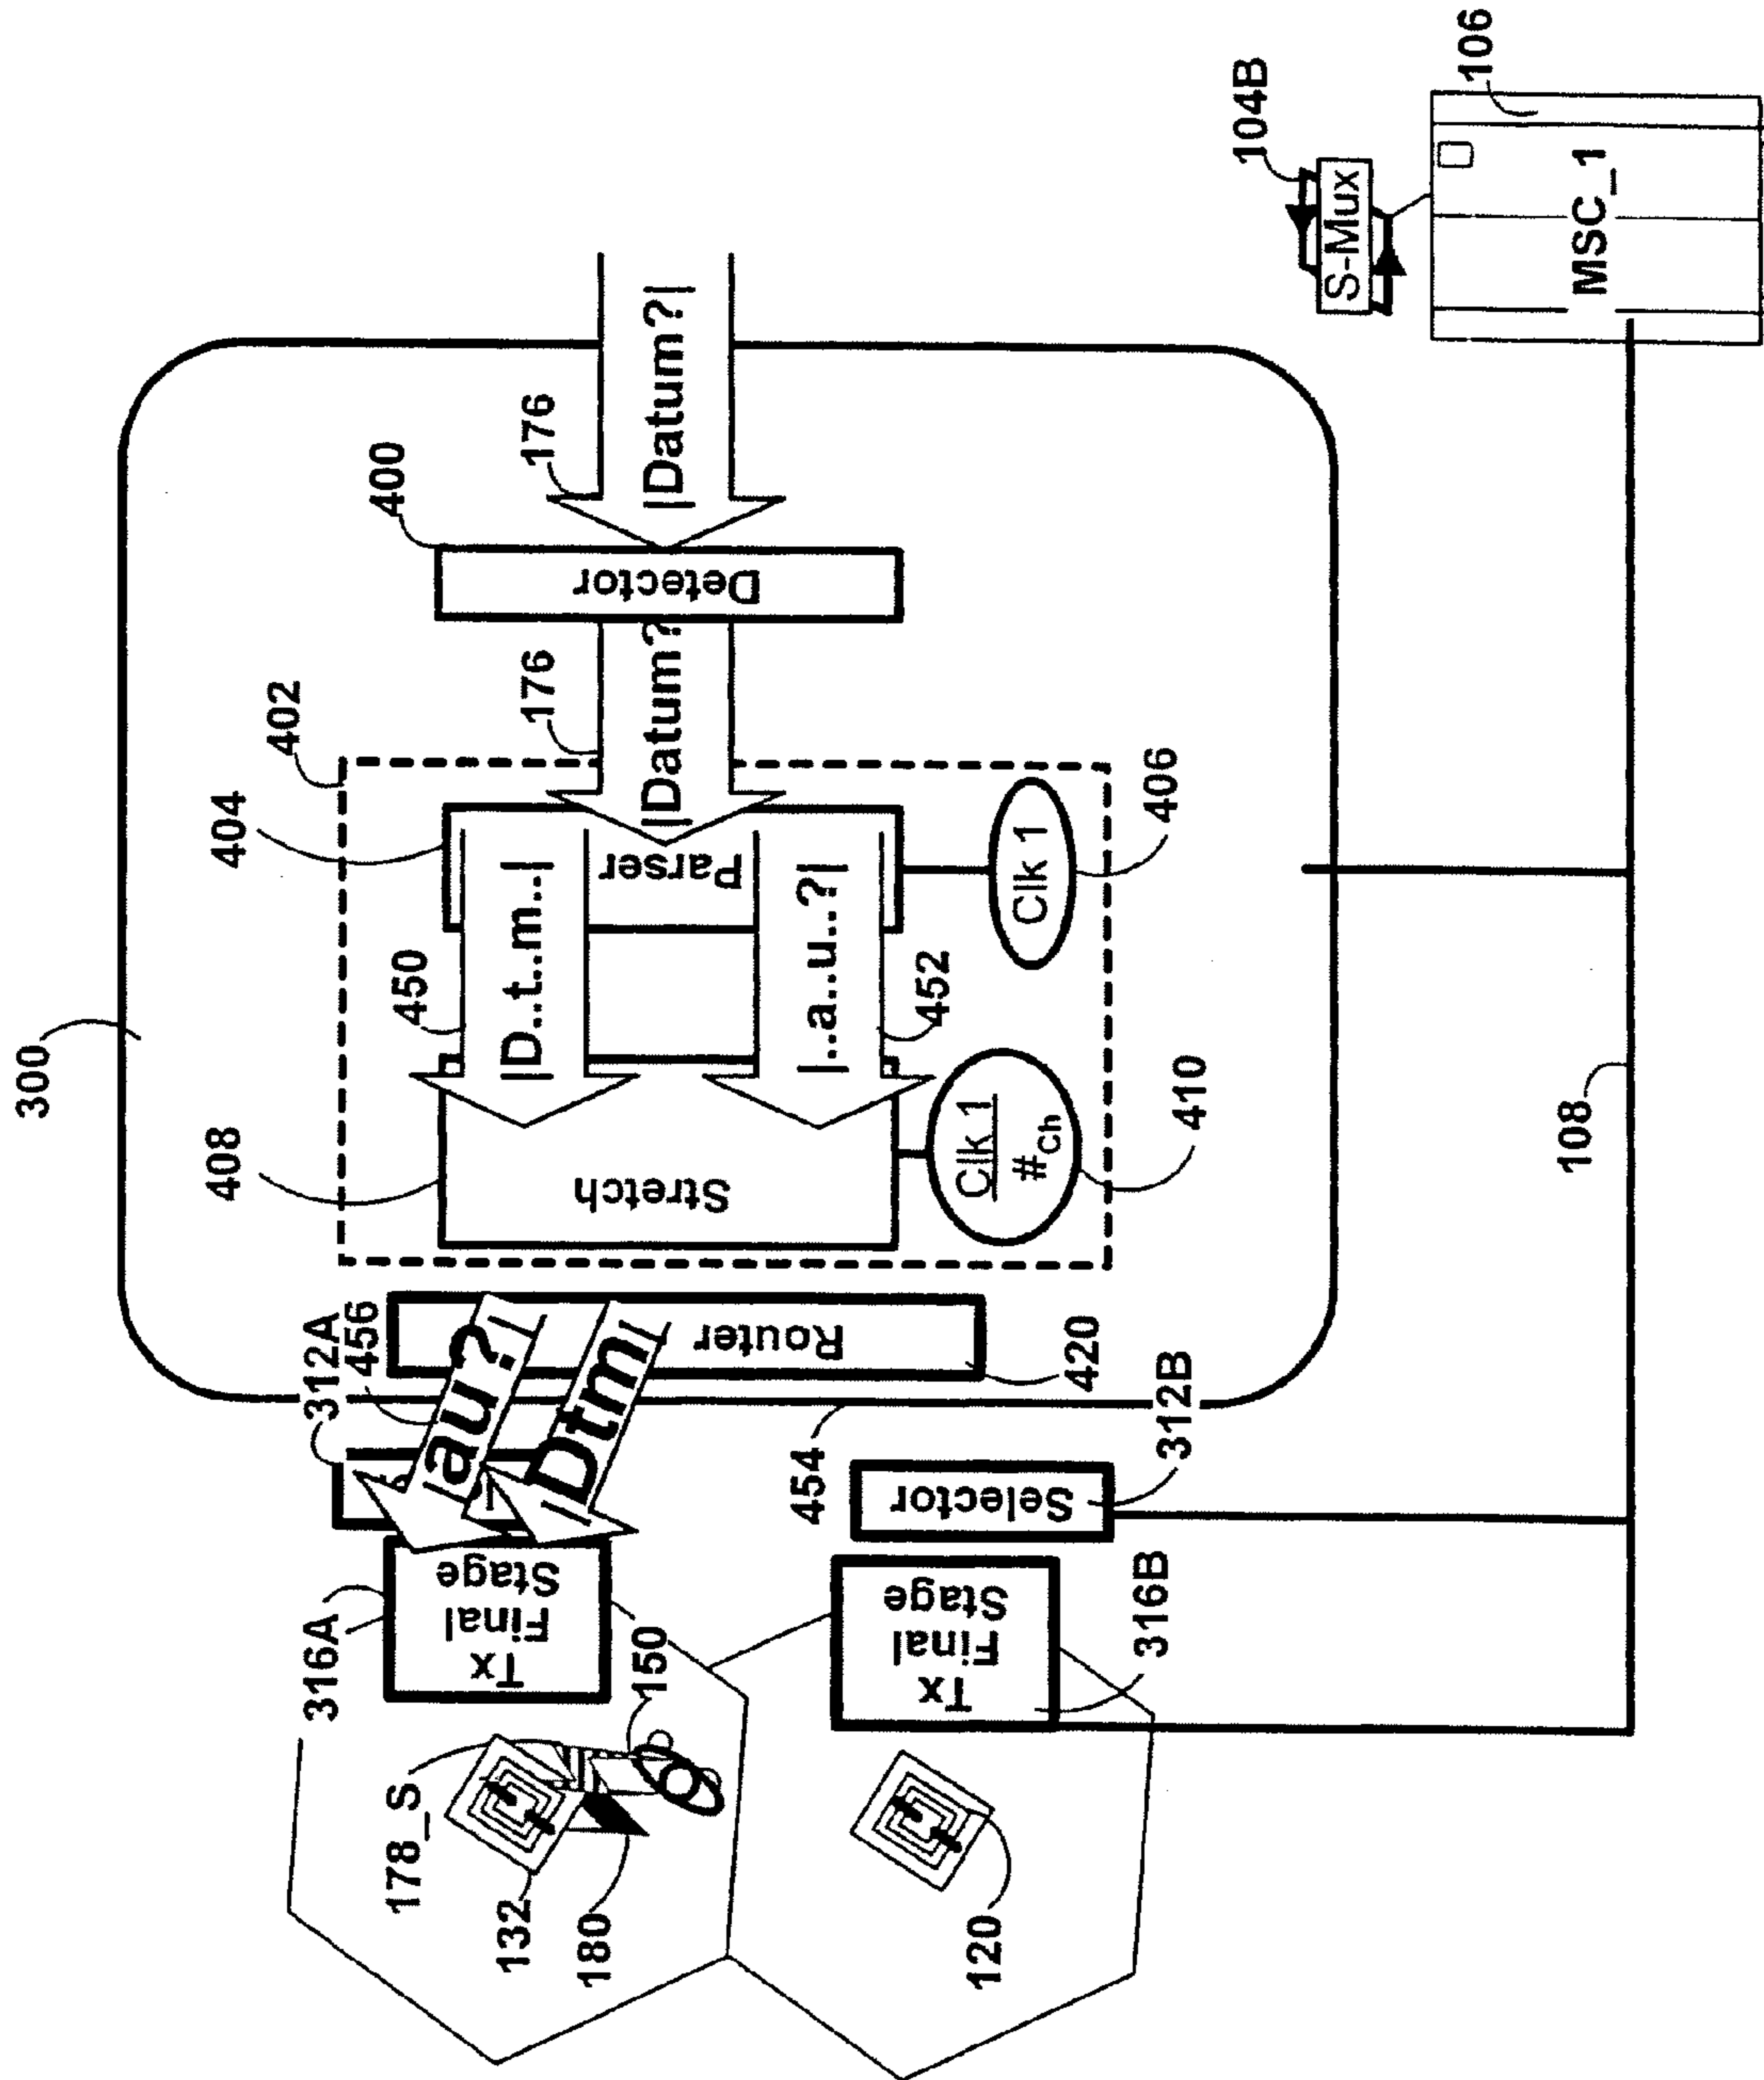 300
408
404
402
400
176
176
|Datum?|
|Datum?
Detector
Parser
|D..t..m..|
|..a..u..?|
450
452
Stretch
Clk 1
406
Clk 1
#Ch
410
312A
456
|au?|
|Dtm|
Router
420
454
Selector
312B
316A
Tx
Final
Stage
Tx
Final
Stage
316B
178_S
150
132
180
120
108
104B
S-Mux
106
MSC_1